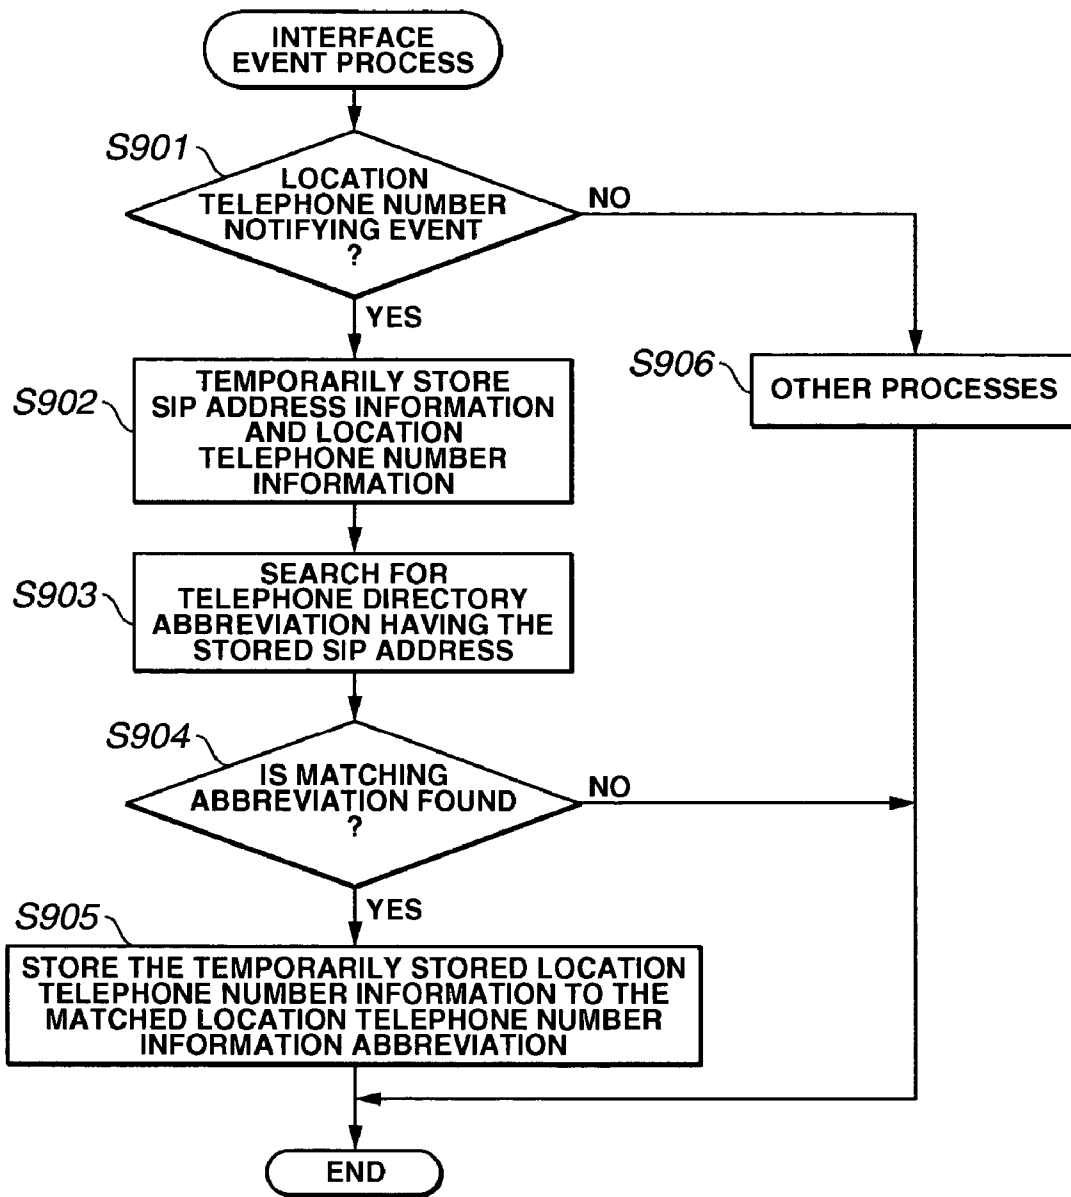 INTERFACE
EVENT PROCESS
S901
LOCATION
TELEPHONE NUMBER
NOTIFYING EVENT
?
NO
YES
S902
TEMPORARILY STORE
SIP ADDRESS INFORMATION
AND LOCATION
TELEPHONE NUMBER
INFORMATION
S906
OTHER PROCESSES
S903
SEARCH FOR
TELEPHONE DIRECTORY
ABBREVIATION HAVING THE
STORED SIP ADDRESS
S904
IS MATCHING
ABBREVIATION FOUND
?
NO
YES
S905
STORE THE TEMPORARILY STORED LOCATION
TELEPHONE NUMBER INFORMATION TO THE
MATCHED LOCATION TELEPHONE NUMBER
INFORMATION ABBREVIATION
END